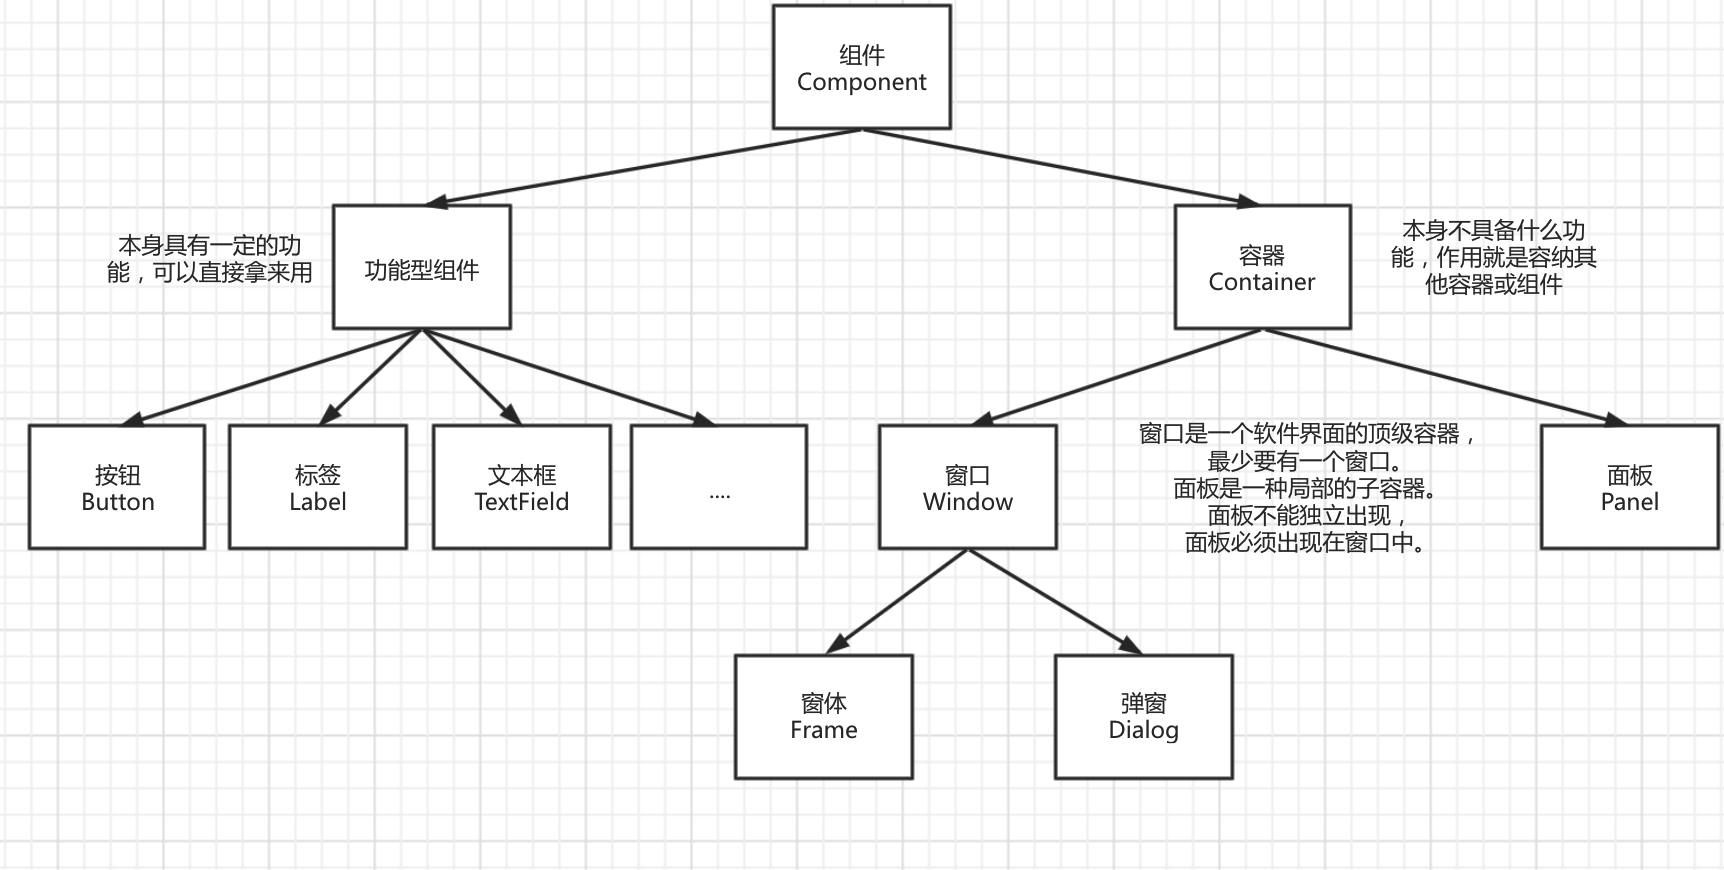 组件
Component
本身具有一定的功
能，可以直接拿来用
功能型组件
容器
Container
本身不具备什么功
能，作用就是容纳其
他容器或组件
按钮
Button
标签
Label
文本框
TextField
....
窗口
Window
窗口是一个软件界面的顶级容器，
最少要有一个窗口。
面板是一种局部的子容器。
面板不能独立出现，
面板必须出现在窗口中。
面板
Panel
窗体
Frame
弹窗
Dialog